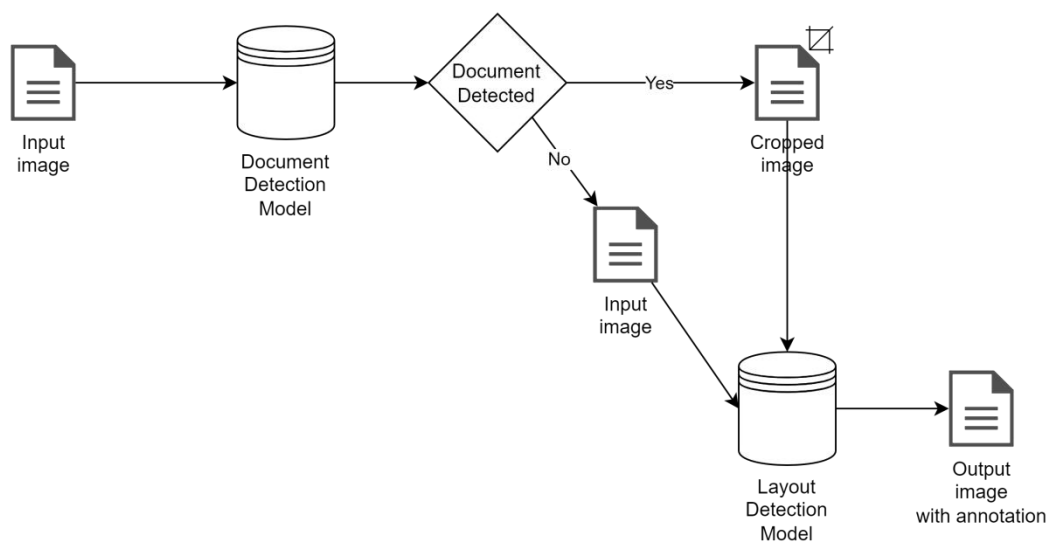 Input
image
Document
Detection
Model
Document
Detected
Yes
Cropped
image
No
Input
image
Layout
Detection
Model
Output
image
with annotation